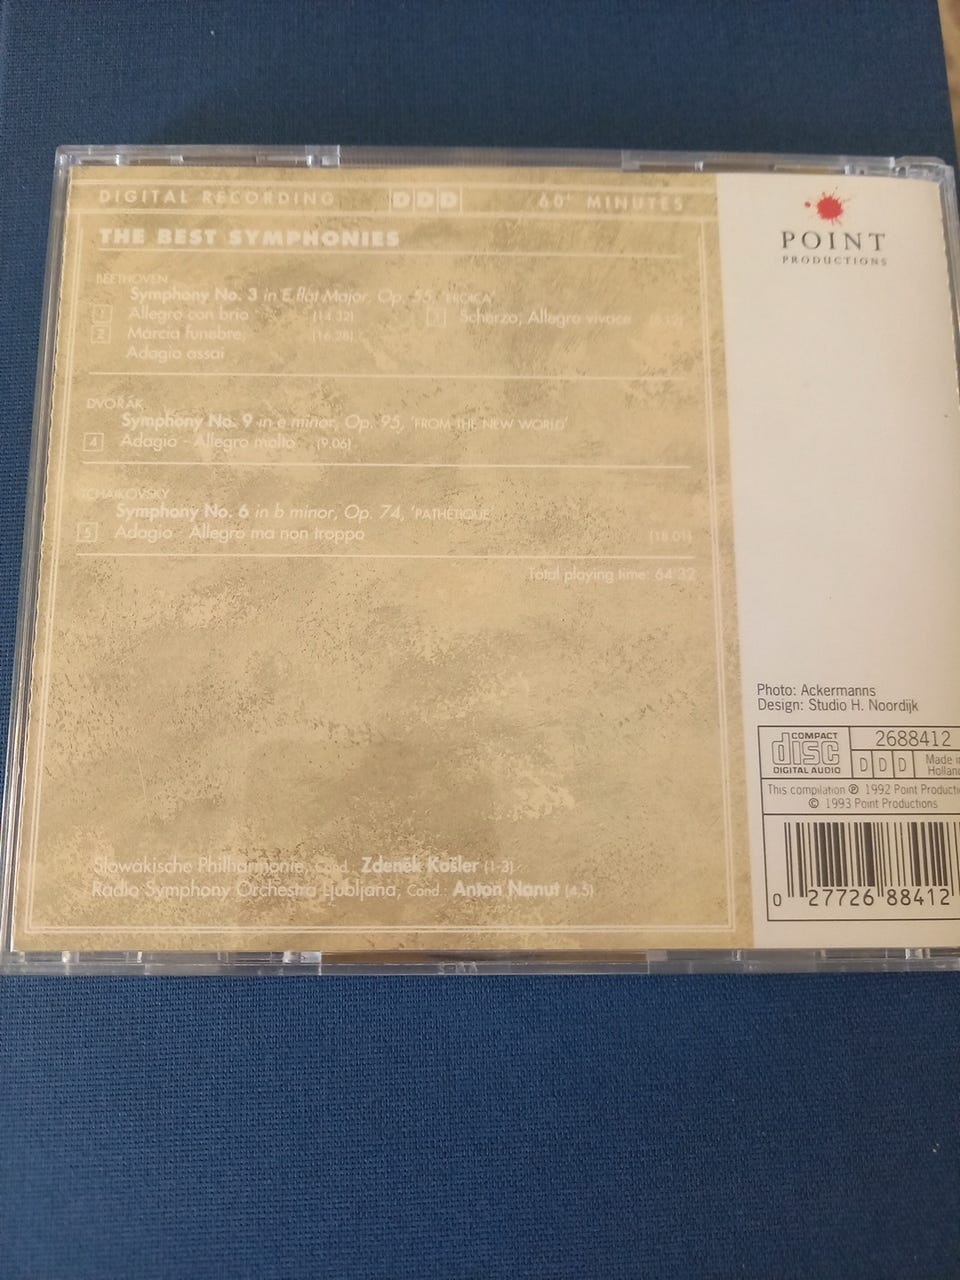 DIGITAL RECORDING DDD 60' MINUTES
THE BEST SYMPHONIES
BEETHOVEN
Symphony No. 3 in E flat Major, Op. 55, 'EROICA'
1 Allegro con brio (14.32) 3 Scherzo; Allegro vivace
2 Marcia funebre, (16.28)
Adagio assai
DVOŘÁK
Symphony No. 9 in e minor, Op. 95, 'FROM THE NEW WORLD'
4 Adagio - Allegro molto (9.06)
TCHAIKOVSKY
Symphony No. 6 in b minor, Op. 74, 'PATHÉTIQUE'
5 Adagio - Allegro ma non troppo (18.01)
Total playing time: 64'32
Slowakische Philharmonie, Cond.: Zdeněk Košler (1-3)
Radio Symphony Orchestra Ljubljana, Cond.: Anton Nanut (4,5)
POINT
PRODUCTIONS
Photo: Ackermanns
Design: Studio H. Noordijk
COMPACT disc DIGITAL AUDIO
2688412
DDD Made in
Holland
This compilation ℗ 1992 Point Producti
© 1993 Point Productions
0 27726 88412